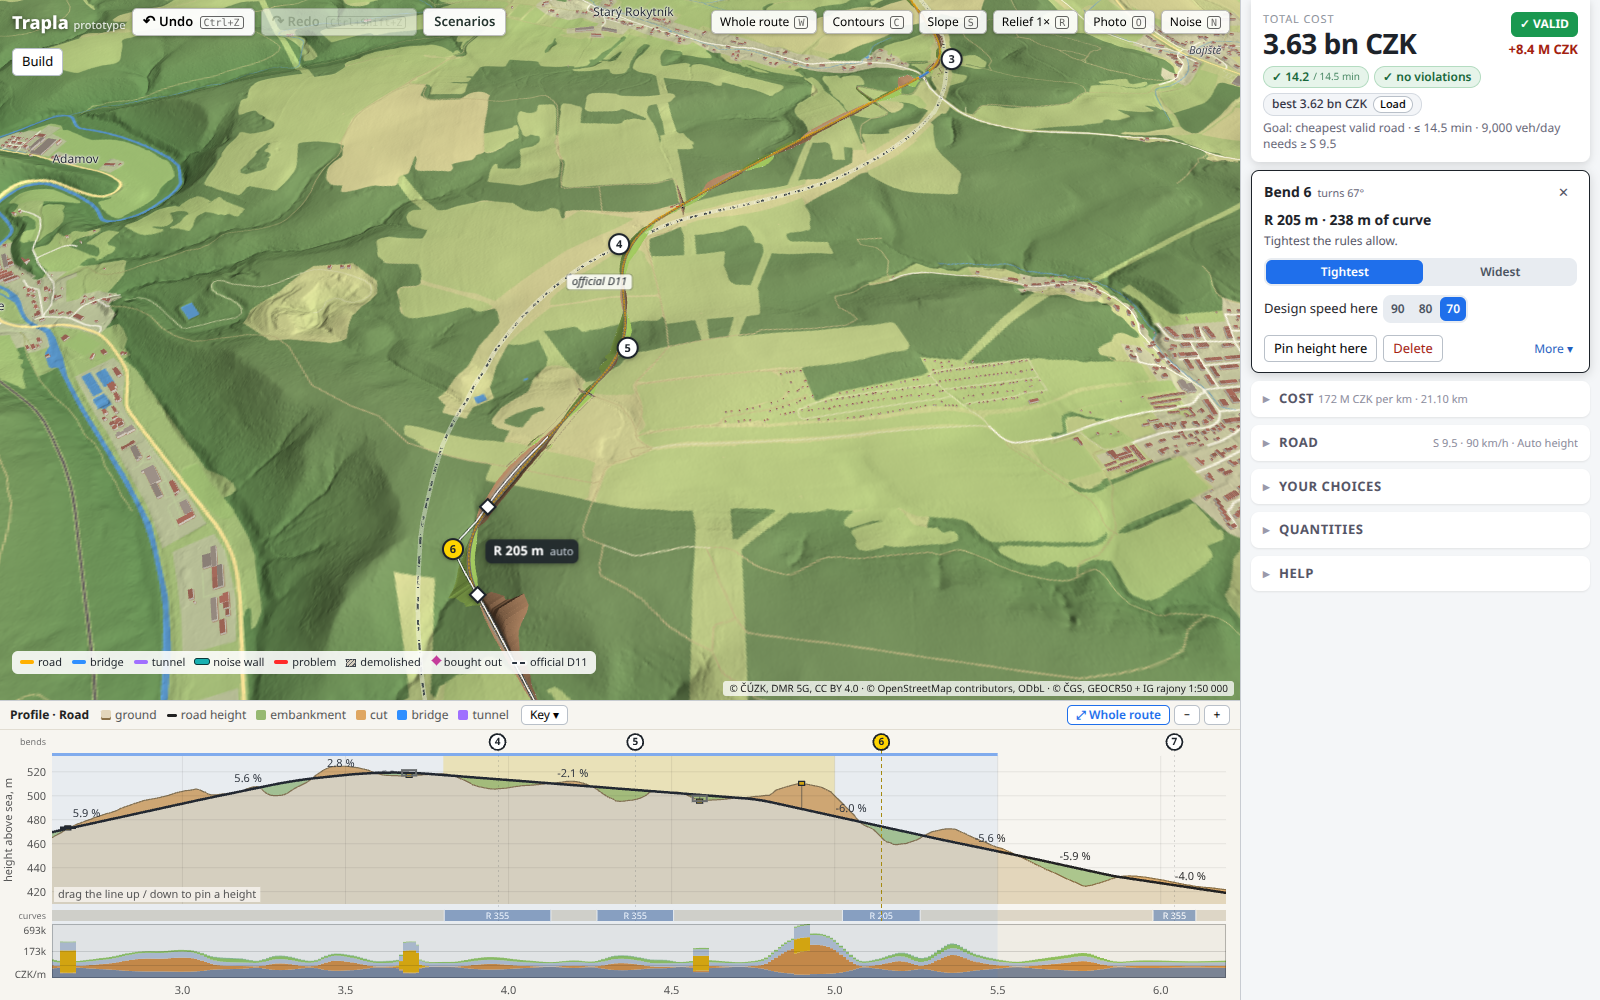 Trapla prototype
↶ Undo Ctrl+Z
↷ Redo Ctrl+Shift+Z
Scenarios
Build
Whole route W
Contours C
Slope S
Relief 1× R
Photo O
Noise N
Starý Rokytník
Bojiště
Adamov
3
4
official D11
5
6
R 205 m auto
road
bridge
tunnel
noise wall
problem
demolished
bought out
official D11
© ČÚZK, DMR 5G, CC BY 4.0 · © OpenStreetMap contributors, ODbL · © ČGS, GEOCR50 + IG rajony 1:50 000
TOTAL COST
✓ VALID
3.63 bn CZK
+8.4 M CZK
✓ 14.2 / 14.5 min
✓ no violations
best 3.62 bn CZK Load
Goal: cheapest valid road · ≤ 14.5 min · 9,000 veh/day
needs ≥ S 9.5
Bend 6 turns 67°
✕
R 205 m · 238 m of curve
Tightest the rules allow.
Tightest
Widest
Design speed here 90 80 70
Pin height here
Delete
More ▾
▸ COST 172 M CZK per km · 21.10 km
▸ ROAD S 9.5 · 90 km/h · Auto height
▸ YOUR CHOICES
▸ QUANTITIES
▸ HELP
Profile · Road
ground
road height
embankment
cut
bridge
tunnel
Key ▾
⤢ Whole route
−
+
bends
4
5
6
7
height above sea, m
520
500
480
460
440
420
5.9 %
5.6 %
2.8 %
-2.1 %
-6.0 %
-5.6 %
-5.9 %
-4.0 %
drag the line up / down to pin a height
curves
R 355
R 355
R 205
R 355
693k
173k
CZK/m
3.0
3.5
4.0
4.5
5.0
5.5
6.0